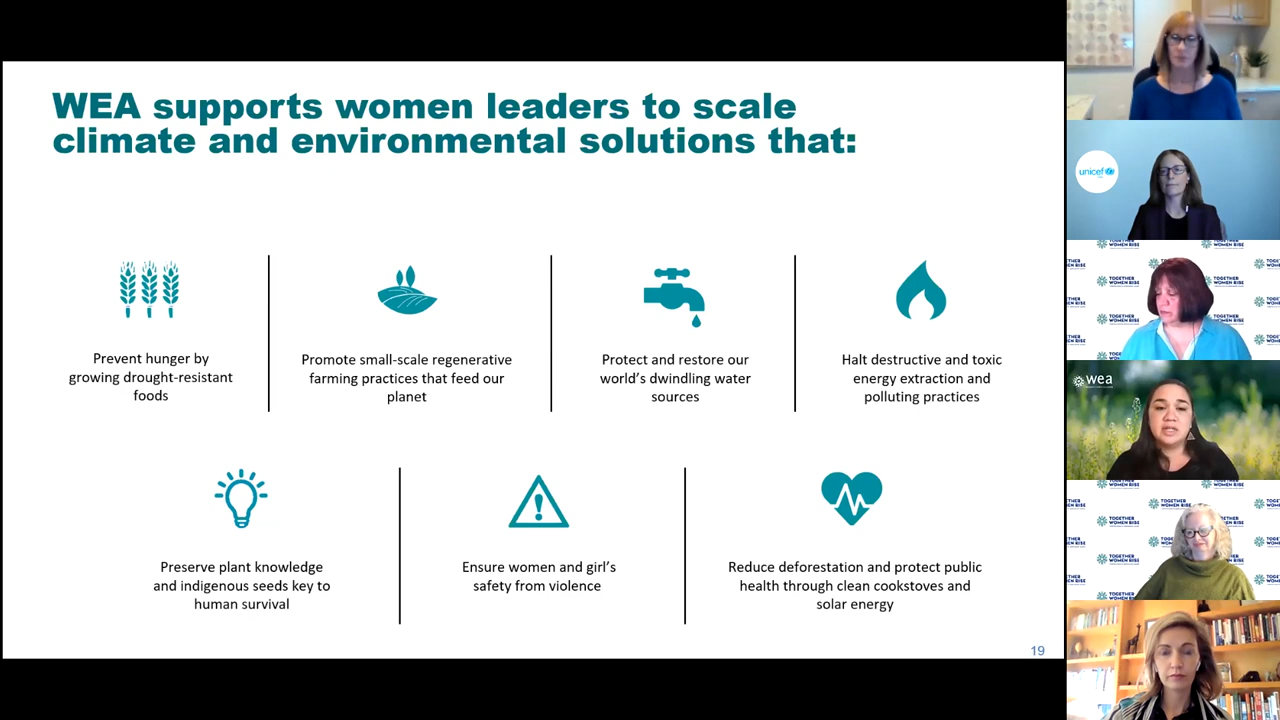 WEA supports women leaders to scale
climate and environmental solutions that:
Prevent hunger by
growing drought-resistant
foods
Promote small-scale regenerative
farming practices that feed our
planet
Protect and restore our
world's dwindling water
sources
Halt destructive and toxic
energy extraction and
polluting practices
Preserve plant knowledge
and indigenous seeds key to
human survival
Ensure women and girl's
safety from violence
Reduce deforestation and protect public
health through clean cookstoves and
solar energy
19
unicef
TOGETHER
WOMEN RISE
wea
TOGETHER
WOMEN RISE